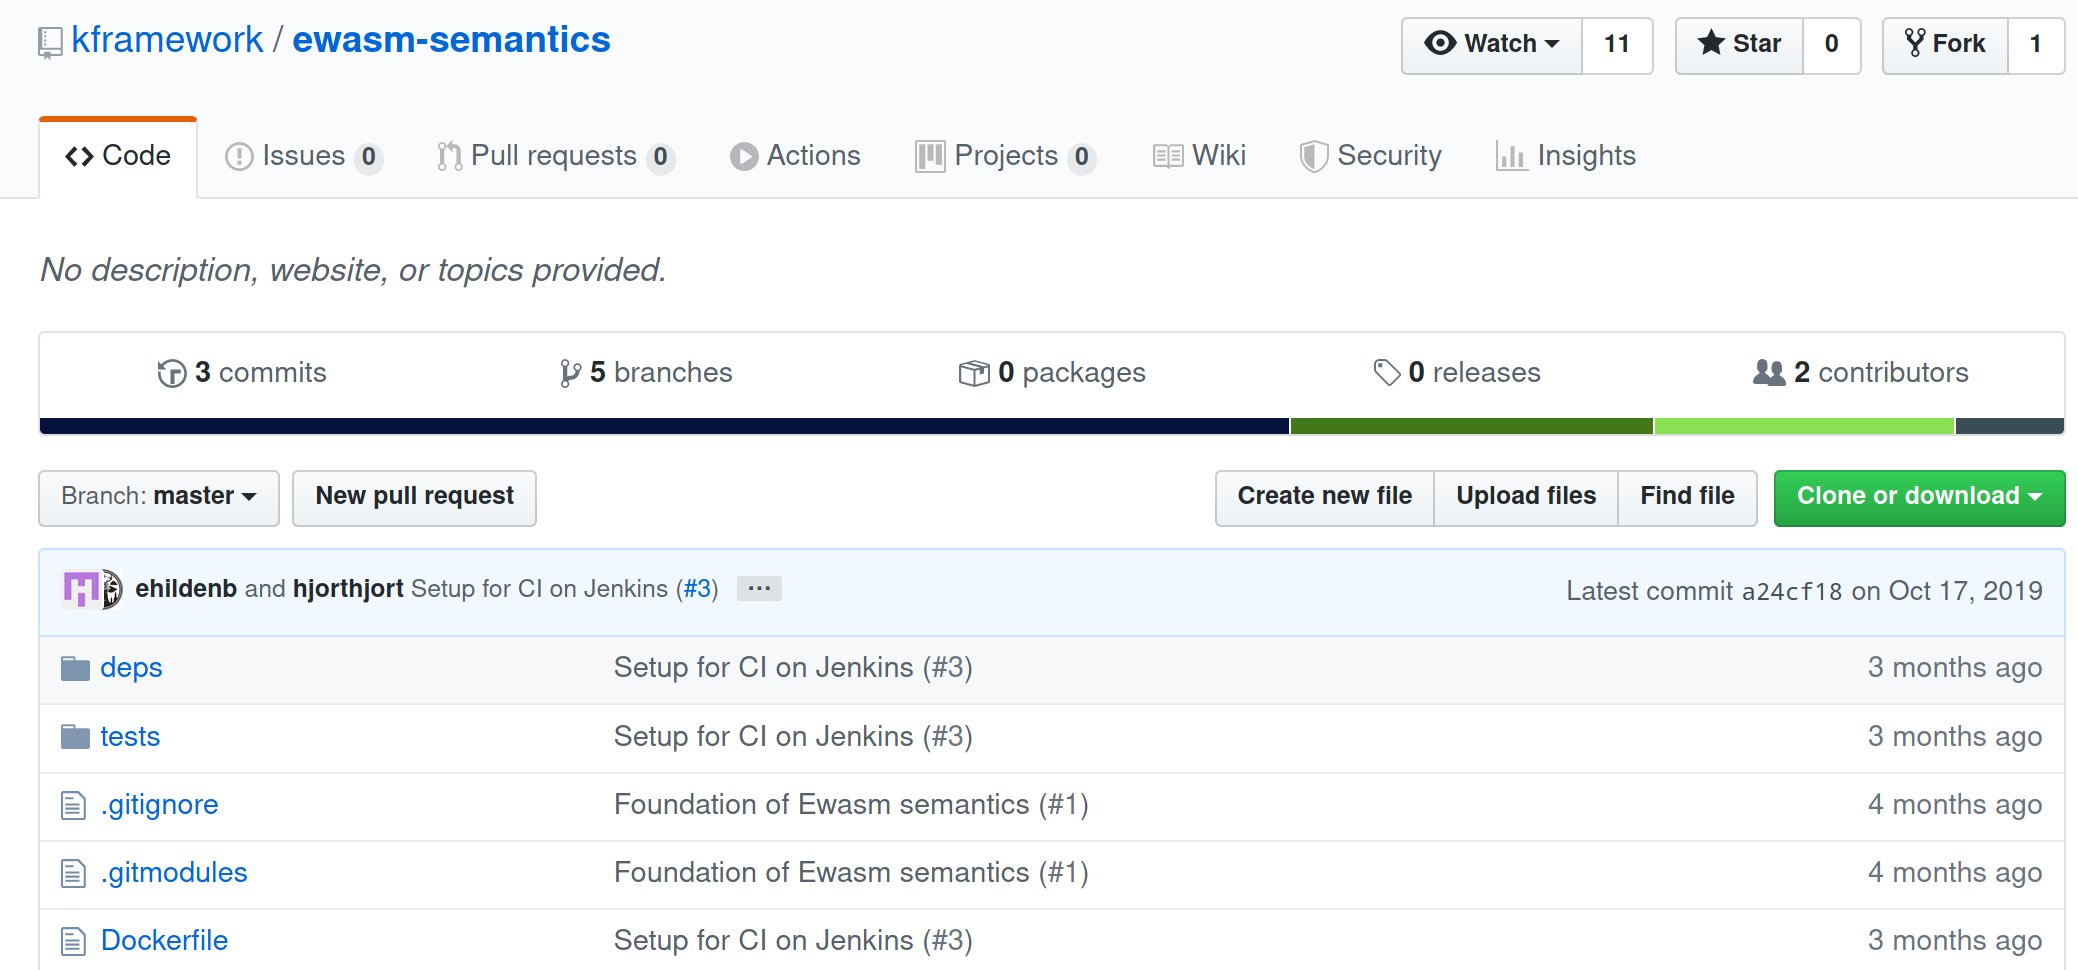 kframework / ewasm-semantics
Watch 11 Star 0 Fork 1
Code Issues 0 Pull requests 0 Actions Projects 0 Wiki Security Insights
No description, website, or topics provided.
3 commits 5 branches 0 packages 0 releases 2 contributors
Branch: master New pull request Create new file Upload files Find file Clone or download
ehildenb and hjorthjort Setup for CI on Jenkins (#3) ... Latest commit a24cf18 on Oct 17, 2019
deps Setup for CI on Jenkins (#3) 3 months ago
tests Setup for CI on Jenkins (#3) 3 months ago
.gitignore Foundation of Ewasm semantics (#1) 4 months ago
.gitmodules Foundation of Ewasm semantics (#1) 4 months ago
Dockerfile Setup for CI on Jenkins (#3) 3 months ago